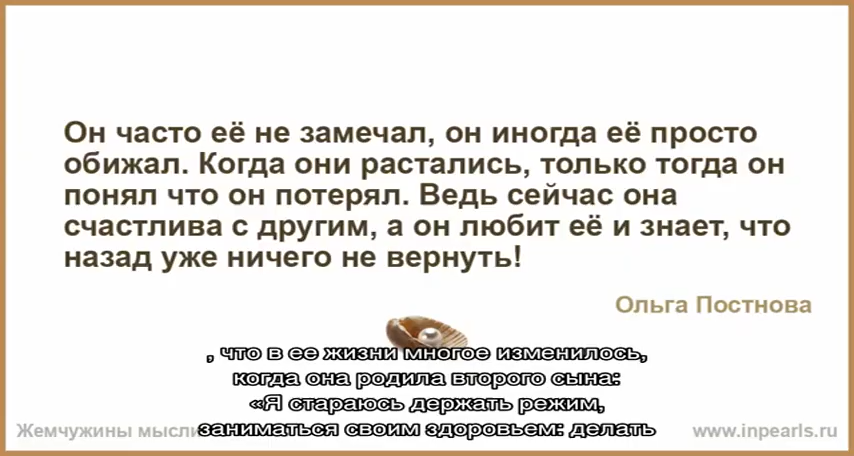 Он часто её не замечал, он иногда её просто
обижал. Когда они растались, только тогда он
понял что он потерял. Ведь сейчас она
счастлива с другим, а он любит её и знает, что
назад уже ничего не вернуть!
Ольга Постнова
, что в ее жизни многое изменилось,
когда она родила второго сына:
«Я стараюсь держать режим,
заниматься своим здоровьем: делать
Жемчужины мысли
www.inpearls.ru